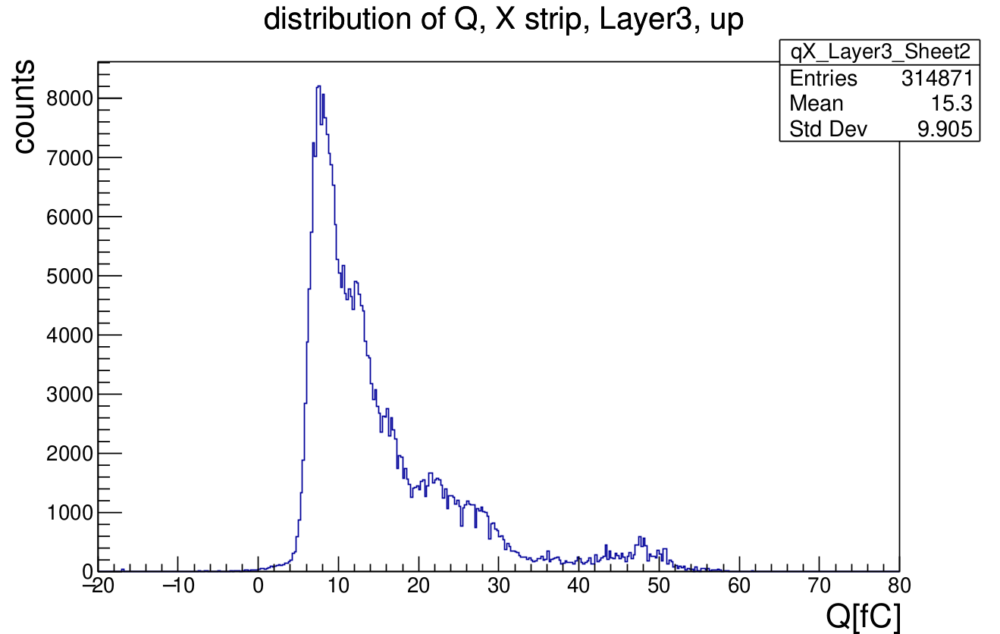 distribution of Q, X strip, Layer3, up
qX_Layer3_Sheet2
Entries 314871
Mean 15.3
Std Dev 9.905
counts
8000
7000
6000
5000
4000
3000
2000
1000
0
−20 −10 0 10 20 30 40 50 60 70 80
Q[fC]